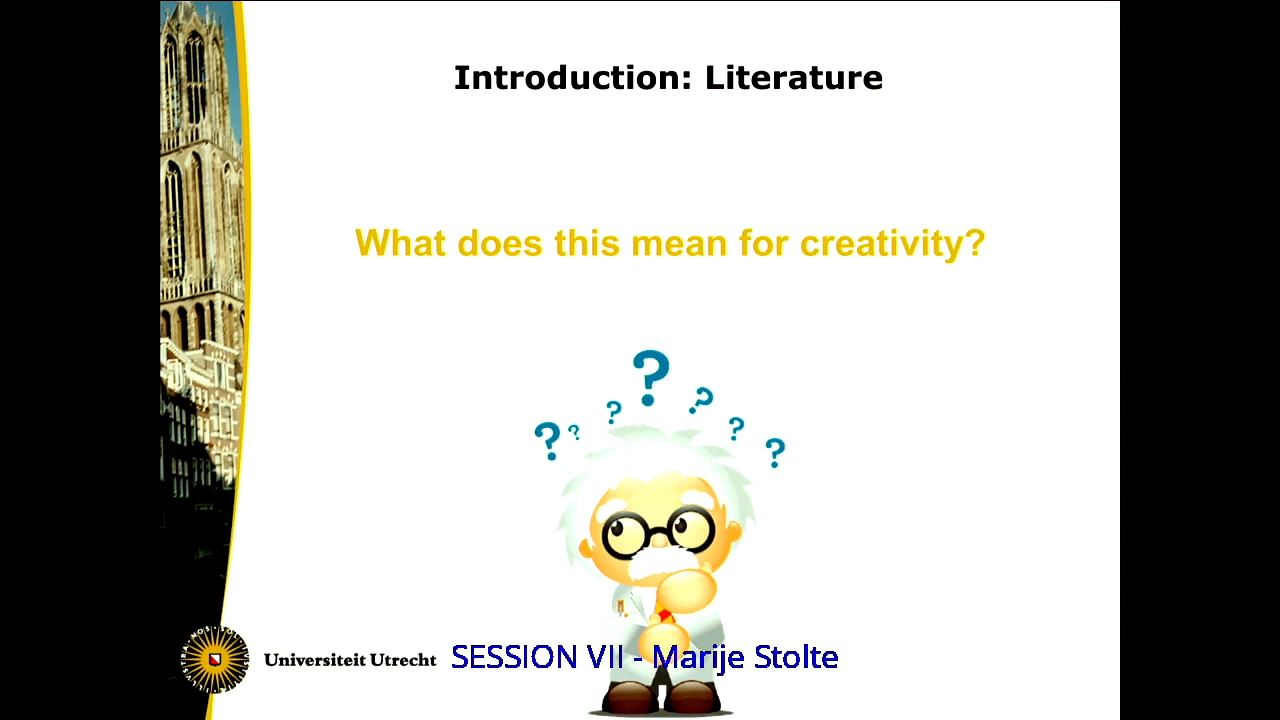 Introduction: Literature
What does this mean for creativity?
? ? ? ? ? ? ?
Universiteit Utrecht
SESSION VII - Marije Stolte